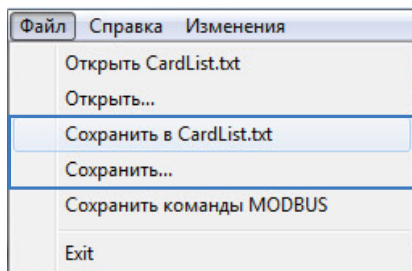 Файл Справка Изменения
Открыть CardList.txt
Открыть...
Сохранить в CardList.txt
Сохранить...
Сохранить команды MODBUS
Exit